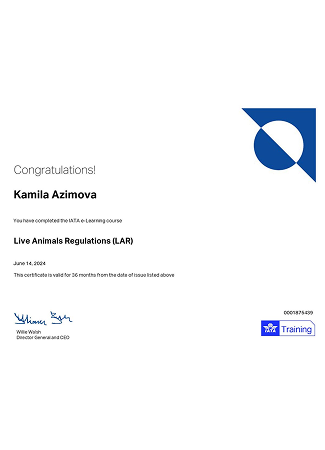 Congratulations!
Kamila Azimova
You have completed the IATA e-Learning course
Live Animals Regulations (LAR)
June 14, 2024
This certificate is valid for 36 months from the date of issue listed above
Willie Walsh
Director General and CEO
0001875439
IATA Training